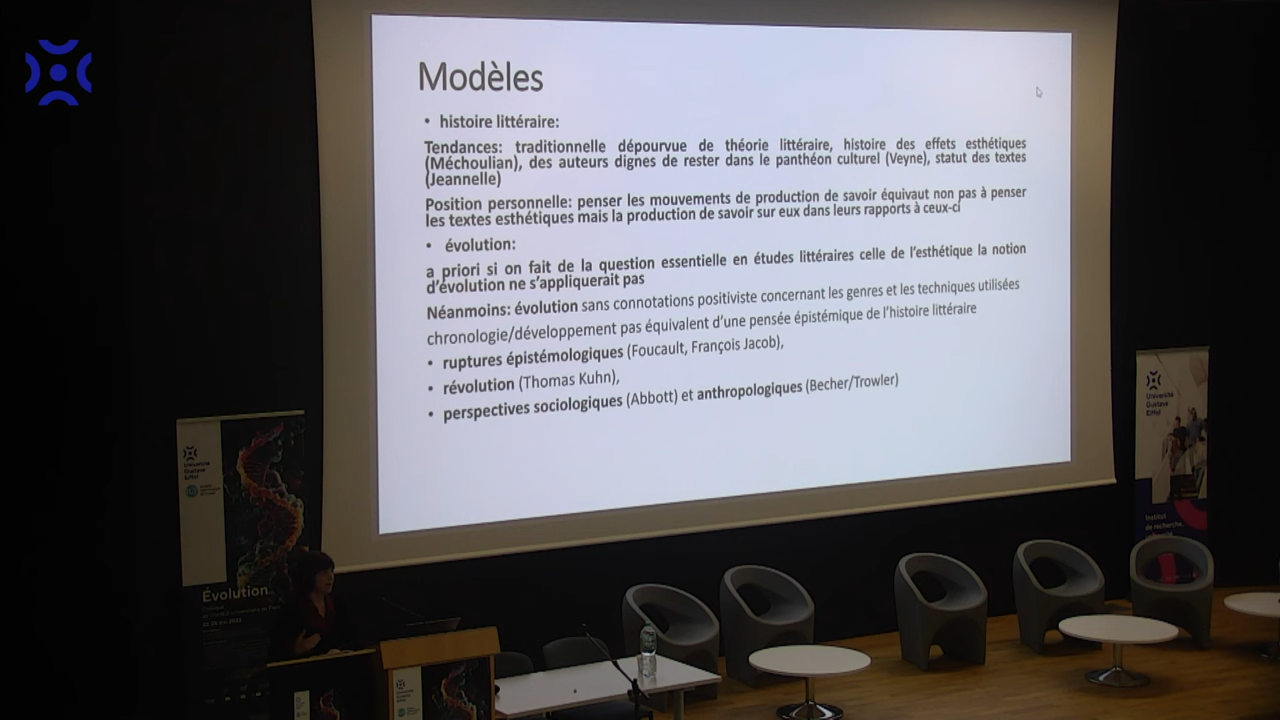 Modèles
• histoire littéraire:
Tendances: traditionnelle dépourvue de théorie littéraire, histoire des effets esthétiques
(Méchoulian), des auteurs dignes de rester dans le panthéon culturel (Veyne), statut des textes
(Jeannelle)
Position personnelle: penser les mouvements de production de savoir équivaut non pas à penser
les textes esthétiques mais la production de savoir sur eux dans leurs rapports à ceux-ci
• évolution:
a priori si on fait de la question essentielle en études littéraires celle de l'esthétique la notion
d'évolution ne s'appliquerait pas
Néanmoins: évolution sans connotations positiviste concernant les genres et les techniques utilisées
chronologie/développement pas équivalent d'une pensée épistémique de l'histoire littéraire
• ruptures épistémologiques (Foucault, François Jacob),
• révolution (Thomas Kuhn),
• perspectives sociologiques (Abbott) et anthropologiques (Becher/Trowler)
Université
Gustave
Eiffel
Évolution
Université
Gustave
Eiffel
Institut
de recherche,